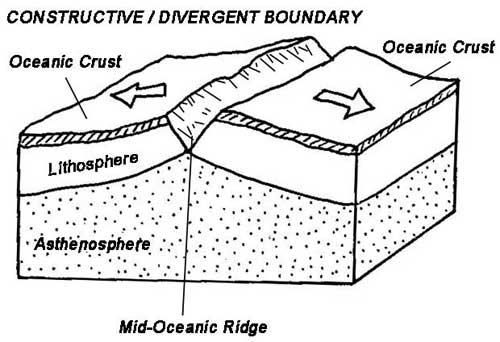 CONSTRUCTIVE / DIVERGENT BOUNDARY
Oceanic Crust
Oceanic Crust
Lithosphere
Asthenosphere
Mid-Oceanic Ridge